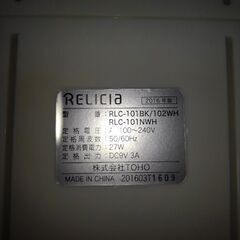 RELICIA 2016年製
型番 RLC-101BK/102WH
RLC-101NWH
定格電圧 AC100〜240V
定格周波数 50/60Hz
定格消費電力 27W
定格出力 DC9V 3A
株式会社TOHO
MADE IN CHINA 201603T1609